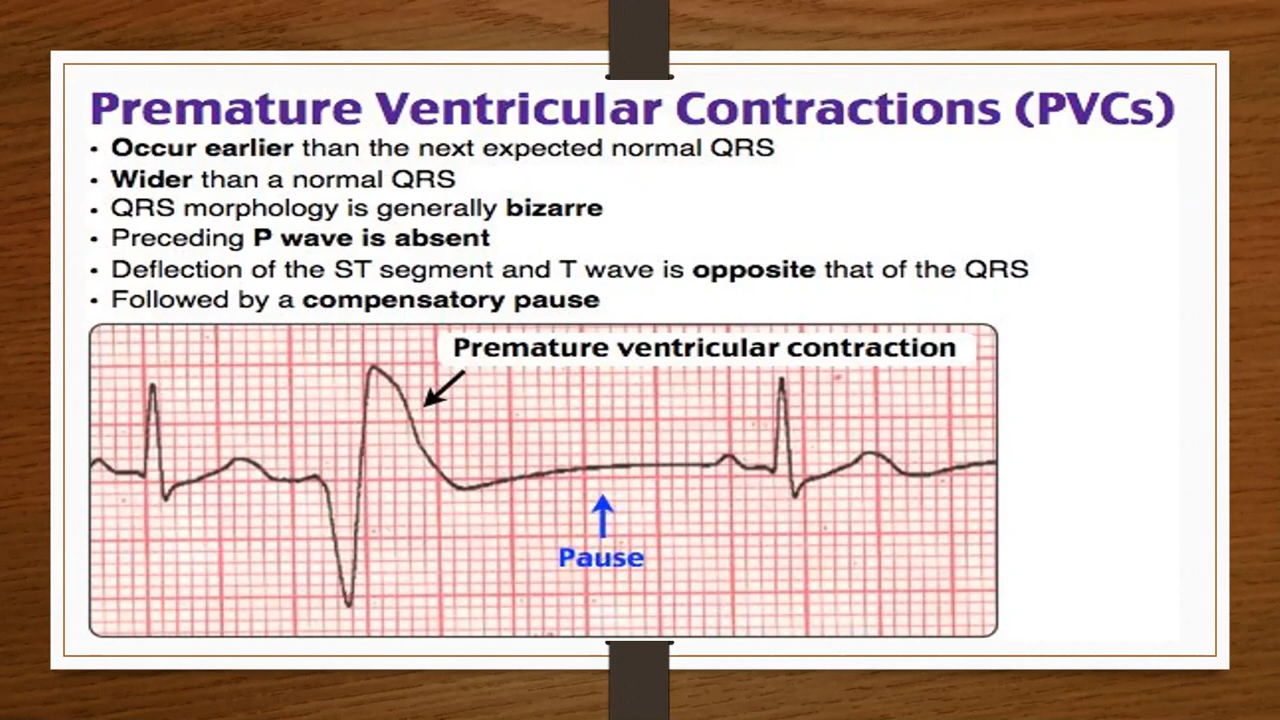 Premature Ventricular Contractions (PVCs)
• Occur earlier than the next expected normal QRS
• Wider than a normal QRS
• QRS morphology is generally bizarre
• Preceding P wave is absent
• Deflection of the ST segment and T wave is opposite that of the QRS
• Followed by a compensatory pause
Premature ventricular contraction
Pause